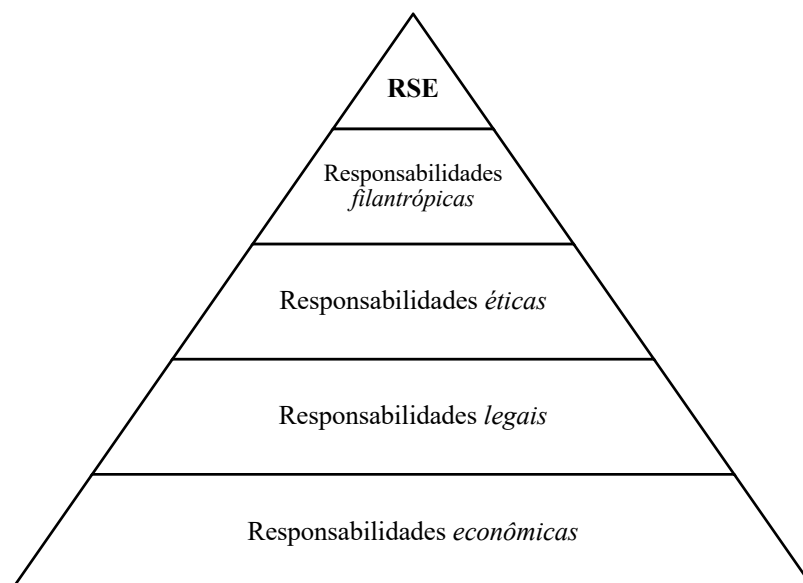 RSE
Responsabilidades
filantrópicas
Responsabilidades éticas
Responsabilidades legais
Responsabilidades econômicas